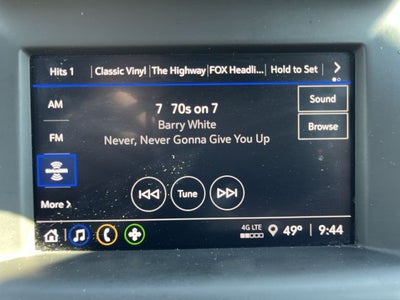 Hits 1 Classic Vinyl The Highway FOX Headli... Hold to Set
AM
7 70s on 7
Sound
Barry White
FM
Never, Never Gonna Give You Up
Browse
More
Tune
4G LTE
49° 9:44